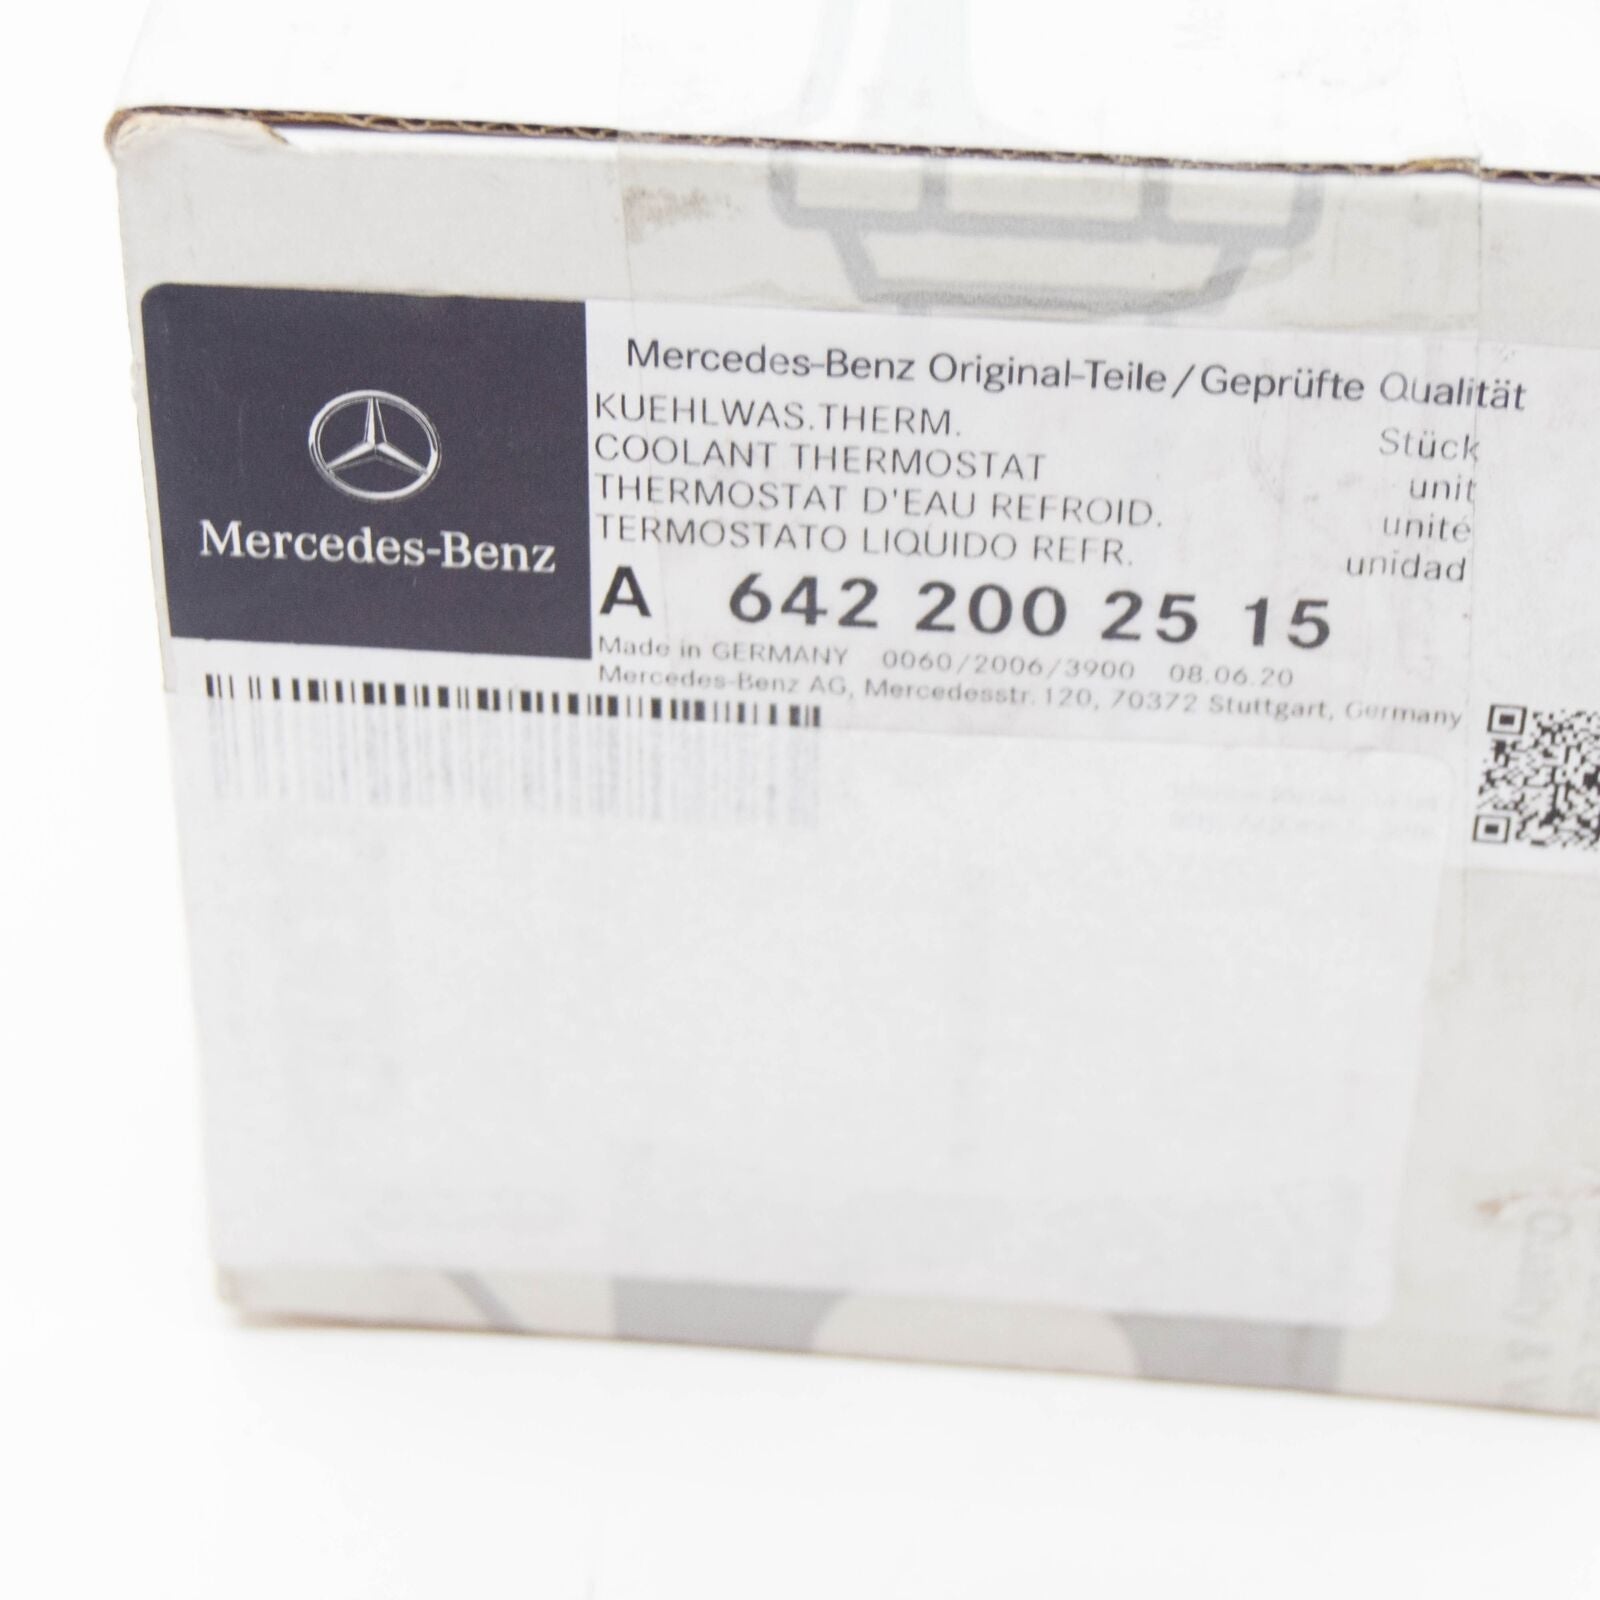 Mercedes-Benz
Mercedes-Benz Original-Teile/Geprüfte Qualität
KUEHLWAS.THERM. Stück
COOLANT THERMOSTAT unit
THERMOSTAT D'EAU REFROID. unité
TERMOSTATO LIQUIDO REFR. unidad
A 642 200 25 15
Made in GERMANY 0060/2006/3900 08.06.20
Mercedes-Benz AG, Mercedesstr. 120, 70372 Stuttgart, Germany
Quality &